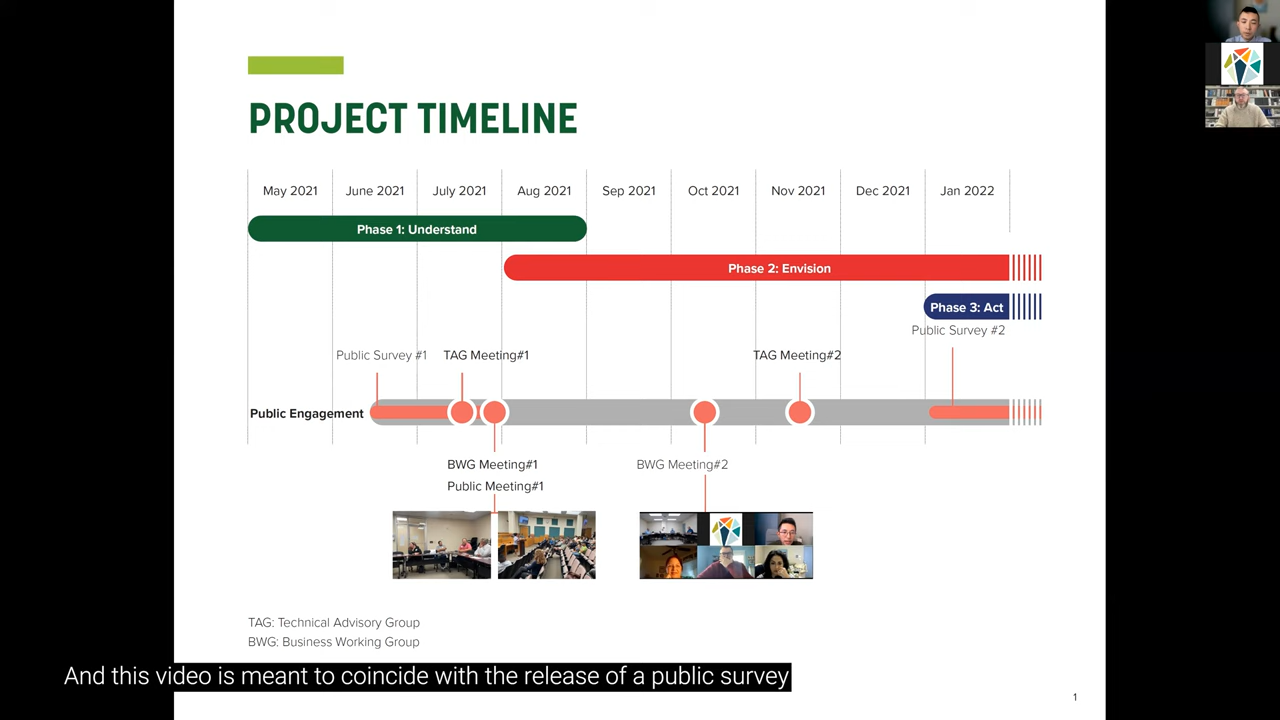 PROJECT TIMELINE
May 2021 June 2021 July 2021 Aug 2021 Sep 2021 Oct 2021 Nov 2021 Dec 2021 Jan 2022
Phase 1: Understand
Phase 2: Envision
Phase 3: Act
Public Survey #2
Public Survey #1 TAG Meeting#1 TAG Meeting#2
Public Engagement
BWG Meeting#1 BWG Meeting#2
Public Meeting#1
TAG: Technical Advisory Group
BWG: Business Working Group
And this video is meant to coincide with the release of a public survey
1